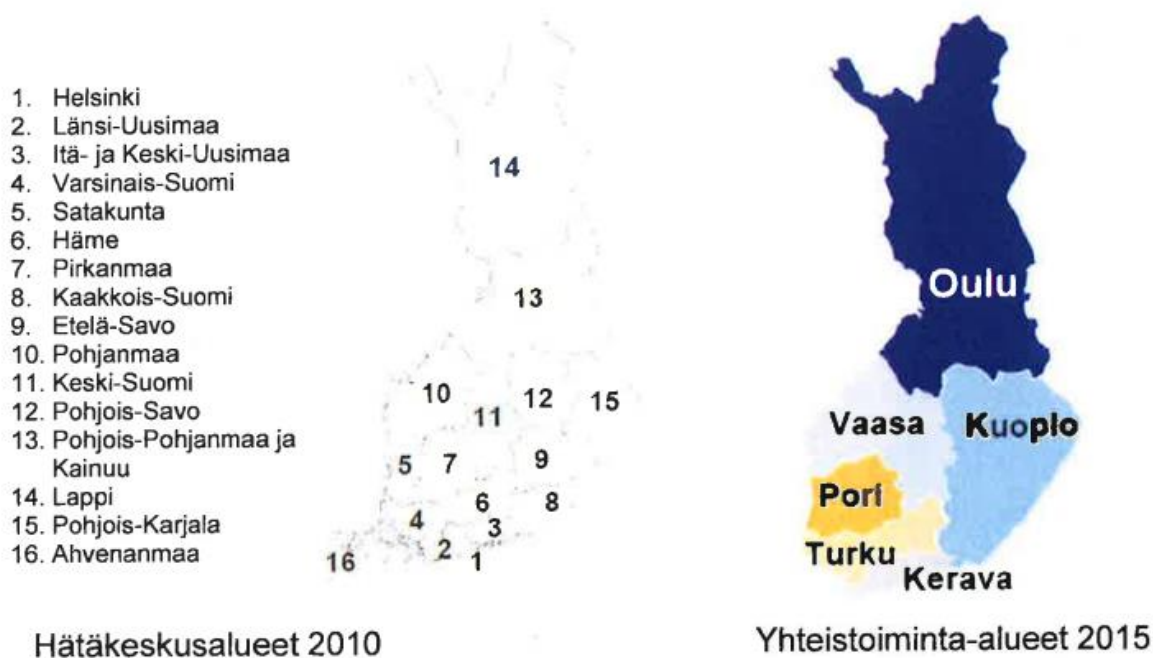 1. Helsinki
2. Länsi-Uusimaa
3. Itä- ja Keski-Uusimaa
4. Varsinais-Suomi
5. Satakunta
6. Häme
7. Pirkanmaa
8. Kaakkois-Suomi
9. Etelä-Savo
10. Pohjanmaa
11. Keski-Suomi
12. Pohjois-Savo
13. Pohjois-Pohjanmaa ja
Kainuu
14. Lappi
15. Pohjois-Karjala
16. Ahvenanmaa
14
13
10
11
12
15
5
7
9
6
8
4
3
2
1
16
Hätäkeskusalueet 2010
Oulu
Vaasa
Kuopio
Pori
Turku
Kerava
Yhteistoiminta-alueet 2015